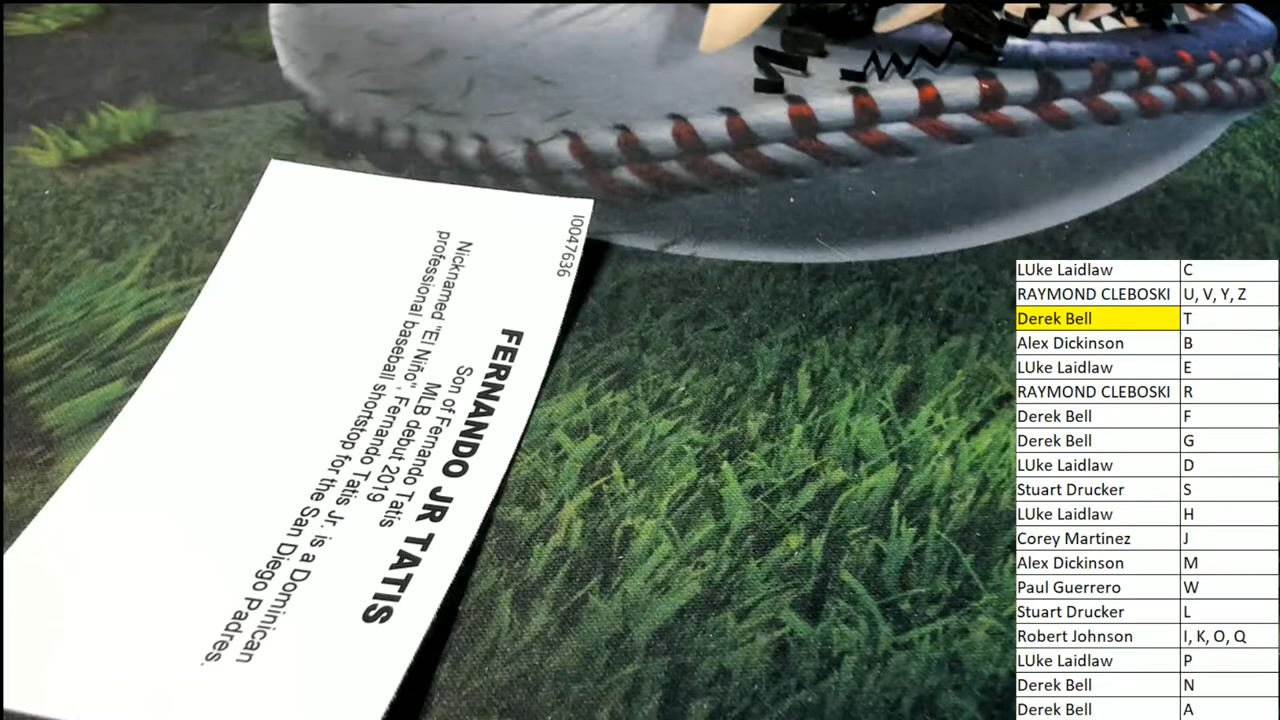 I0047636
FERNANDO JR TATIS
Son of Fernando Tatis
MLB debut 2019
Nicknamed "El Niño", Fernando Tatis Jr. is a Dominican
professional baseball shortstop for the San Diego Padres.
LUke Laidlaw C
RAYMOND CLEBOSKI U, V, Y, Z
Derek Bell T
Alex Dickinson B
LUke Laidlaw E
RAYMOND CLEBOSKI R
Derek Bell F
Derek Bell G
LUke Laidlaw D
Stuart Drucker S
LUke Laidlaw H
Corey Martinez J
Alex Dickinson M
Paul Guerrero W
Stuart Drucker L
Robert Johnson I, K, O, Q
LUke Laidlaw P
Derek Bell N
Derek Bell A